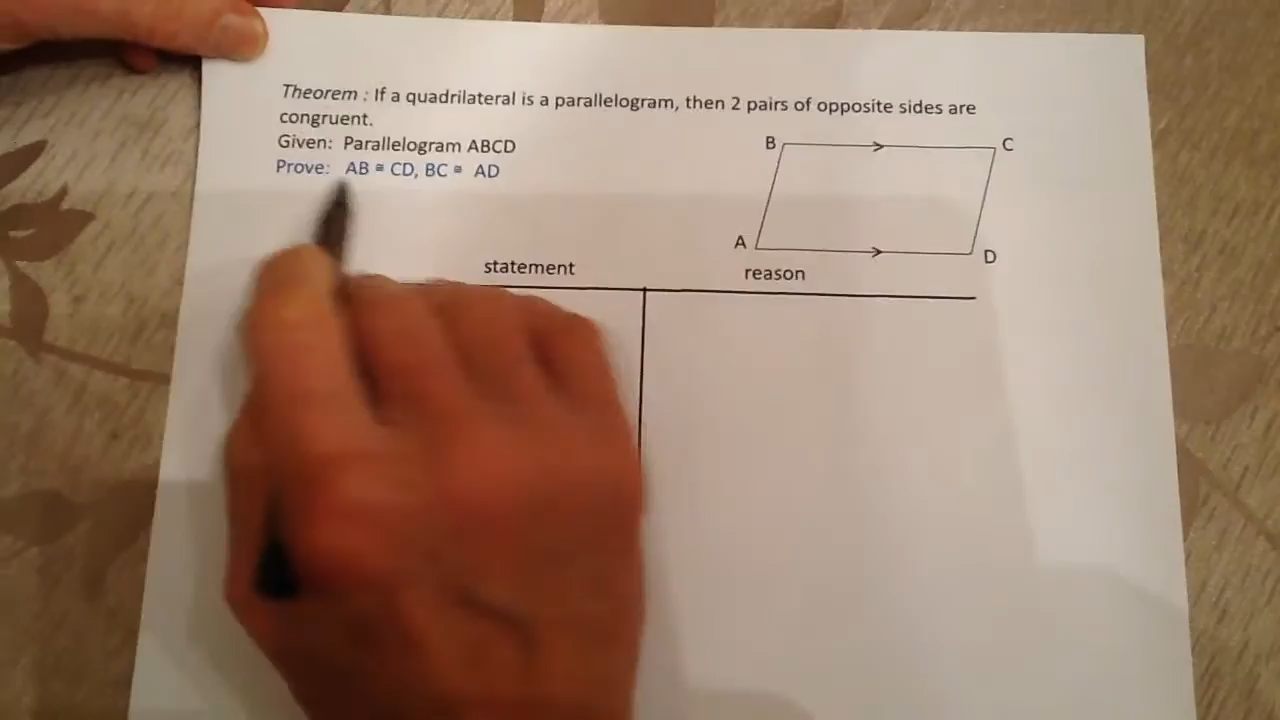 Theorem : If a quadrilateral is a parallelogram, then 2 pairs of opposite sides are
congruent.
Given: Parallelogram ABCD
Prove: AB ≅ CD, BC ≅ AD
B C
A D
statement reason